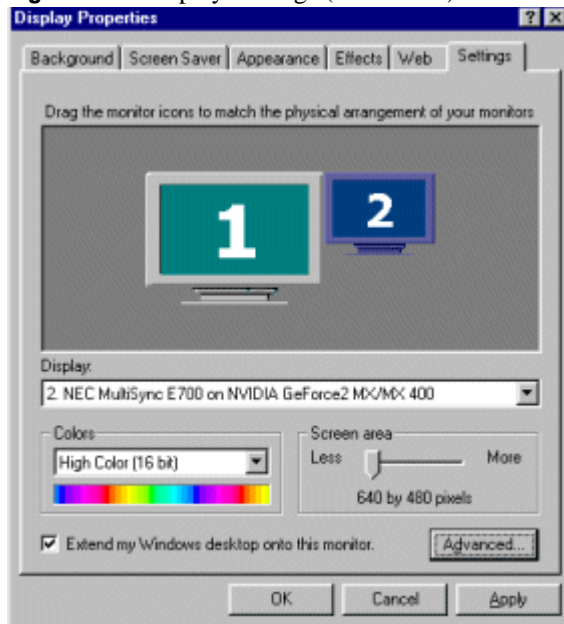 Display Properties
? X
Background Screen Saver Appearance Effects Web Settings
Drag the monitor icons to match the physical arrangement of your monitors
1 2
Display:
2. NEC MultiSync E700 on NVIDIA GeForce2 MX/MX 400
Colors Screen area
High Color (16 bit) Less More
640 by 480 pixels
Extend my Windows desktop onto this monitor. Advanced...
OK Cancel Apply